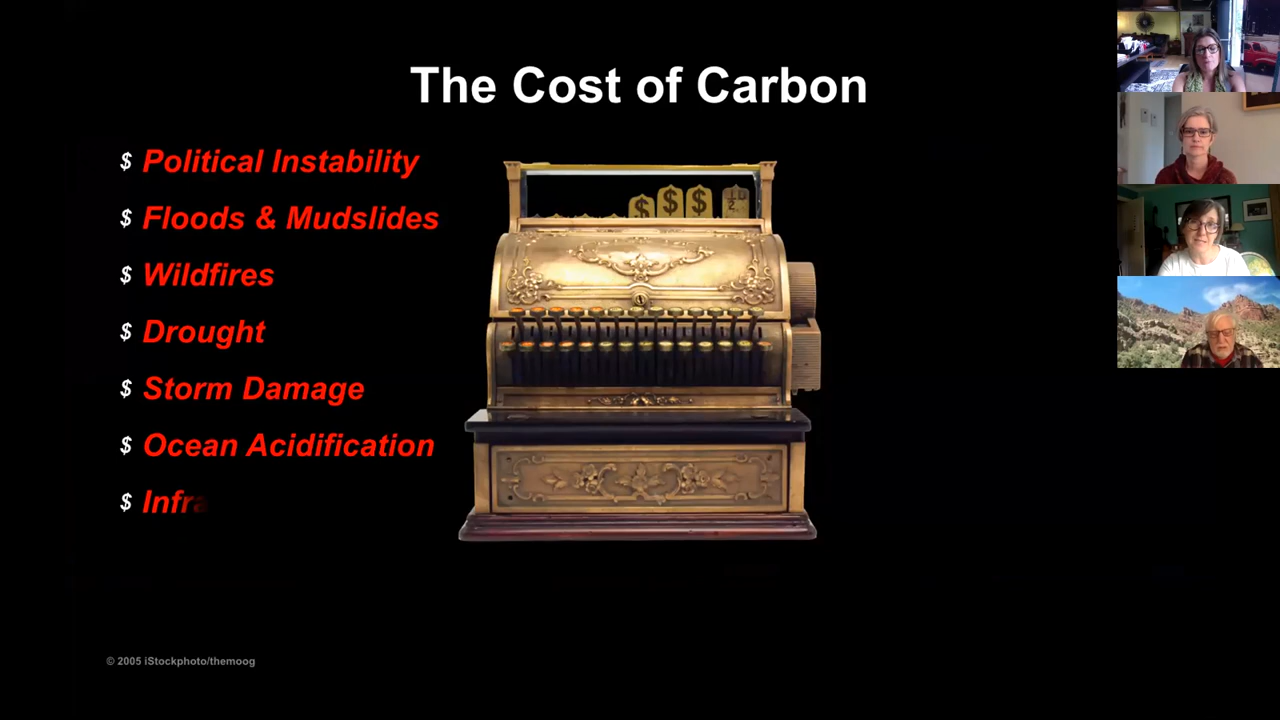 The Cost of Carbon
$ Political Instability
$ Floods & Mudslides
$ Wildfires
$ Drought
$ Storm Damage
$ Ocean Acidification
$ Infra
$ $ $
© 2005 iStockphoto/themoog